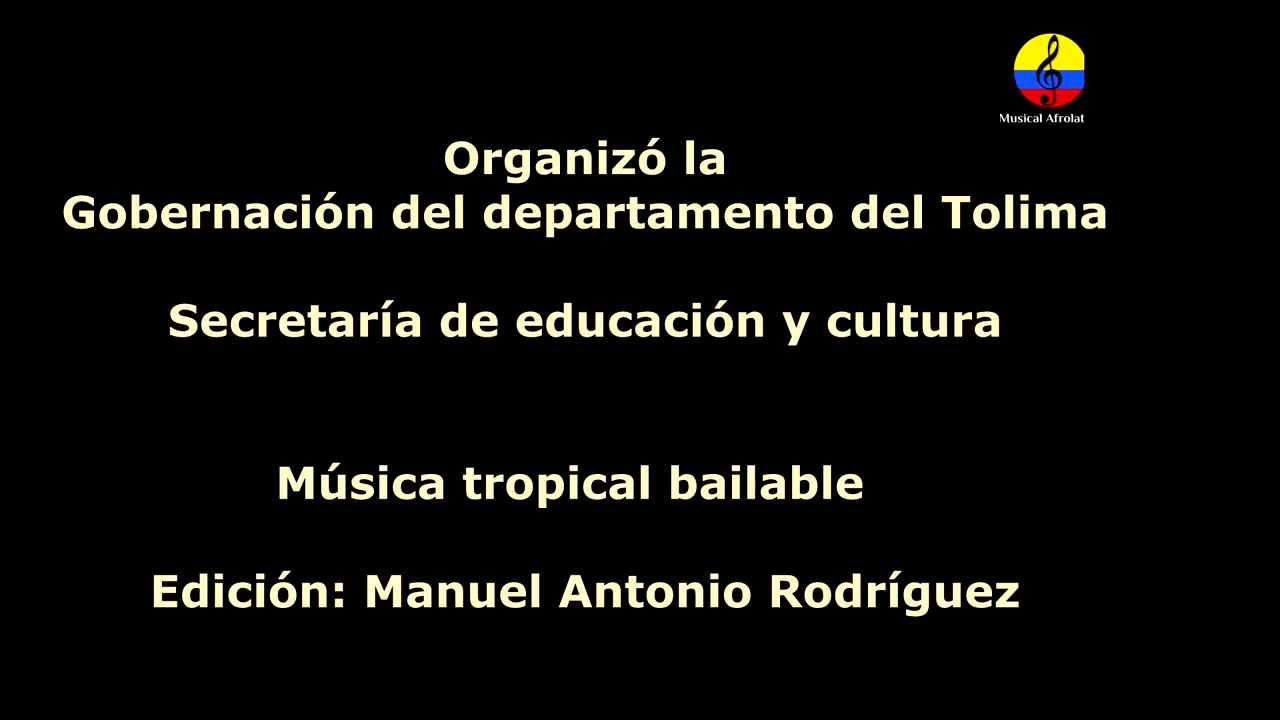 Musical Afrolat
Organizó la
Gobernación del departamento del Tolima
Secretaría de educación y cultura
Música tropical bailable
Edición: Manuel Antonio Rodríguez